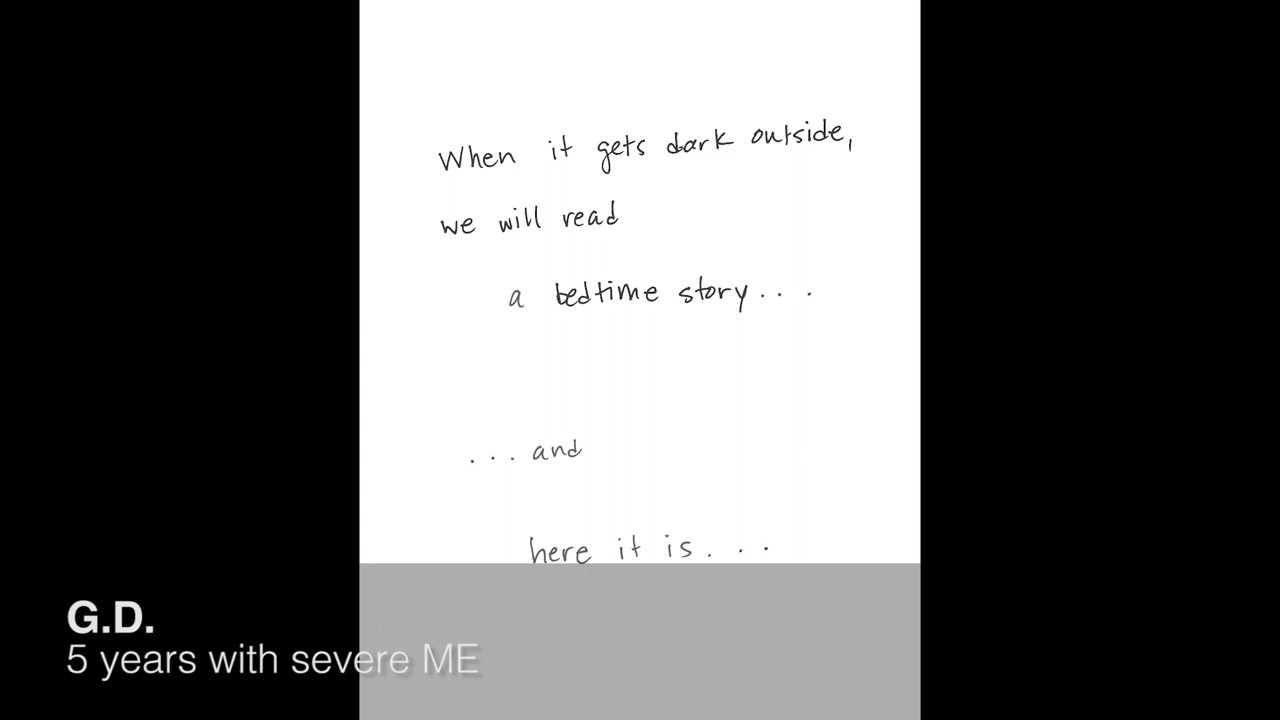 When it gets dark outside,
we will read
a bedtime story...
...and
here it is...
G.D.
5 years with severe ME